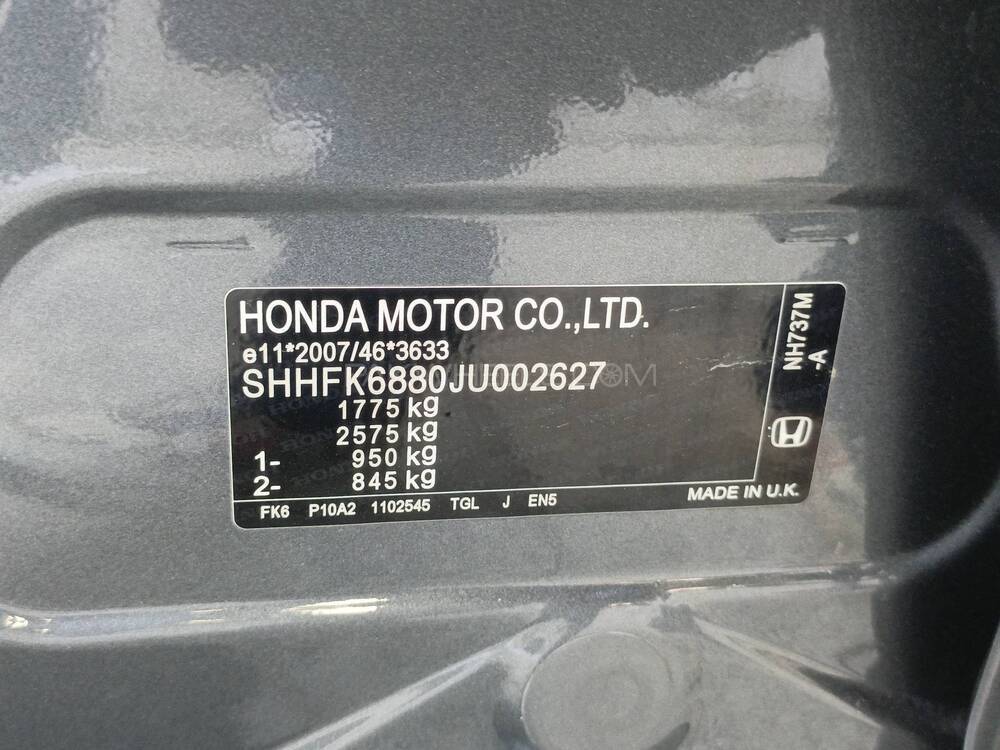 HONDA MOTOR CO.,LTD.
e11*2007/46*3633
SHHFK6880JU002627
1775 kg
2575 kg
1- 950 kg
2- 845 kg
FK6 P10A2 1102545 TGL J EN5
MADE IN U.K.
NH737M
-A